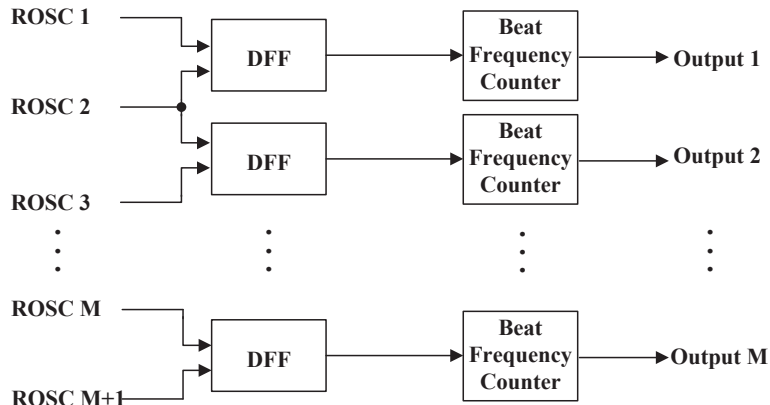 ROSC 1
DFF
Beat
Frequency
Counter
Output 1
ROSC 2
DFF
Beat
Frequency
Counter
Output 2
ROSC 3
ROSC M
DFF
Beat
Frequency
Counter
Output M
ROSC M+1